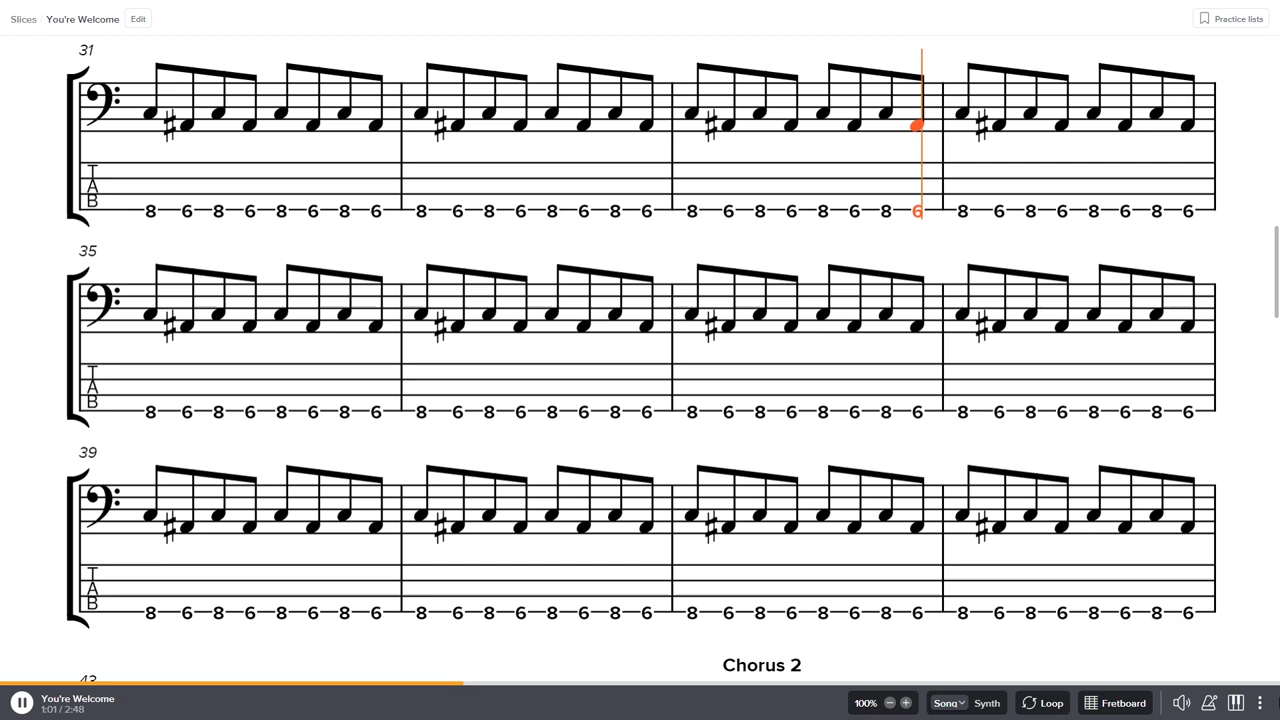 Slices / You're Welcome Edit Practice lists
31
T
A
B
8 6 8 6 8 6 8 6 8 6 8 6 8 6 8 6 8 6 8 6 8 6 8 6 8 6 8 6 8 6 8 6
35
T
A
B
8 6 8 6 8 6 8 6 8 6 8 6 8 6 8 6 8 6 8 6 8 6 8 6 8 6 8 6 8 6 8 6
39
T
A
B
8 6 8 6 8 6 8 6 8 6 8 6 8 6 8 6 8 6 8 6 8 6 8 6 8 6 8 6 8 6 8 6
Chorus 2
43
You're Welcome
1:01 / 2:48
100% Song Synth Loop Fretboard